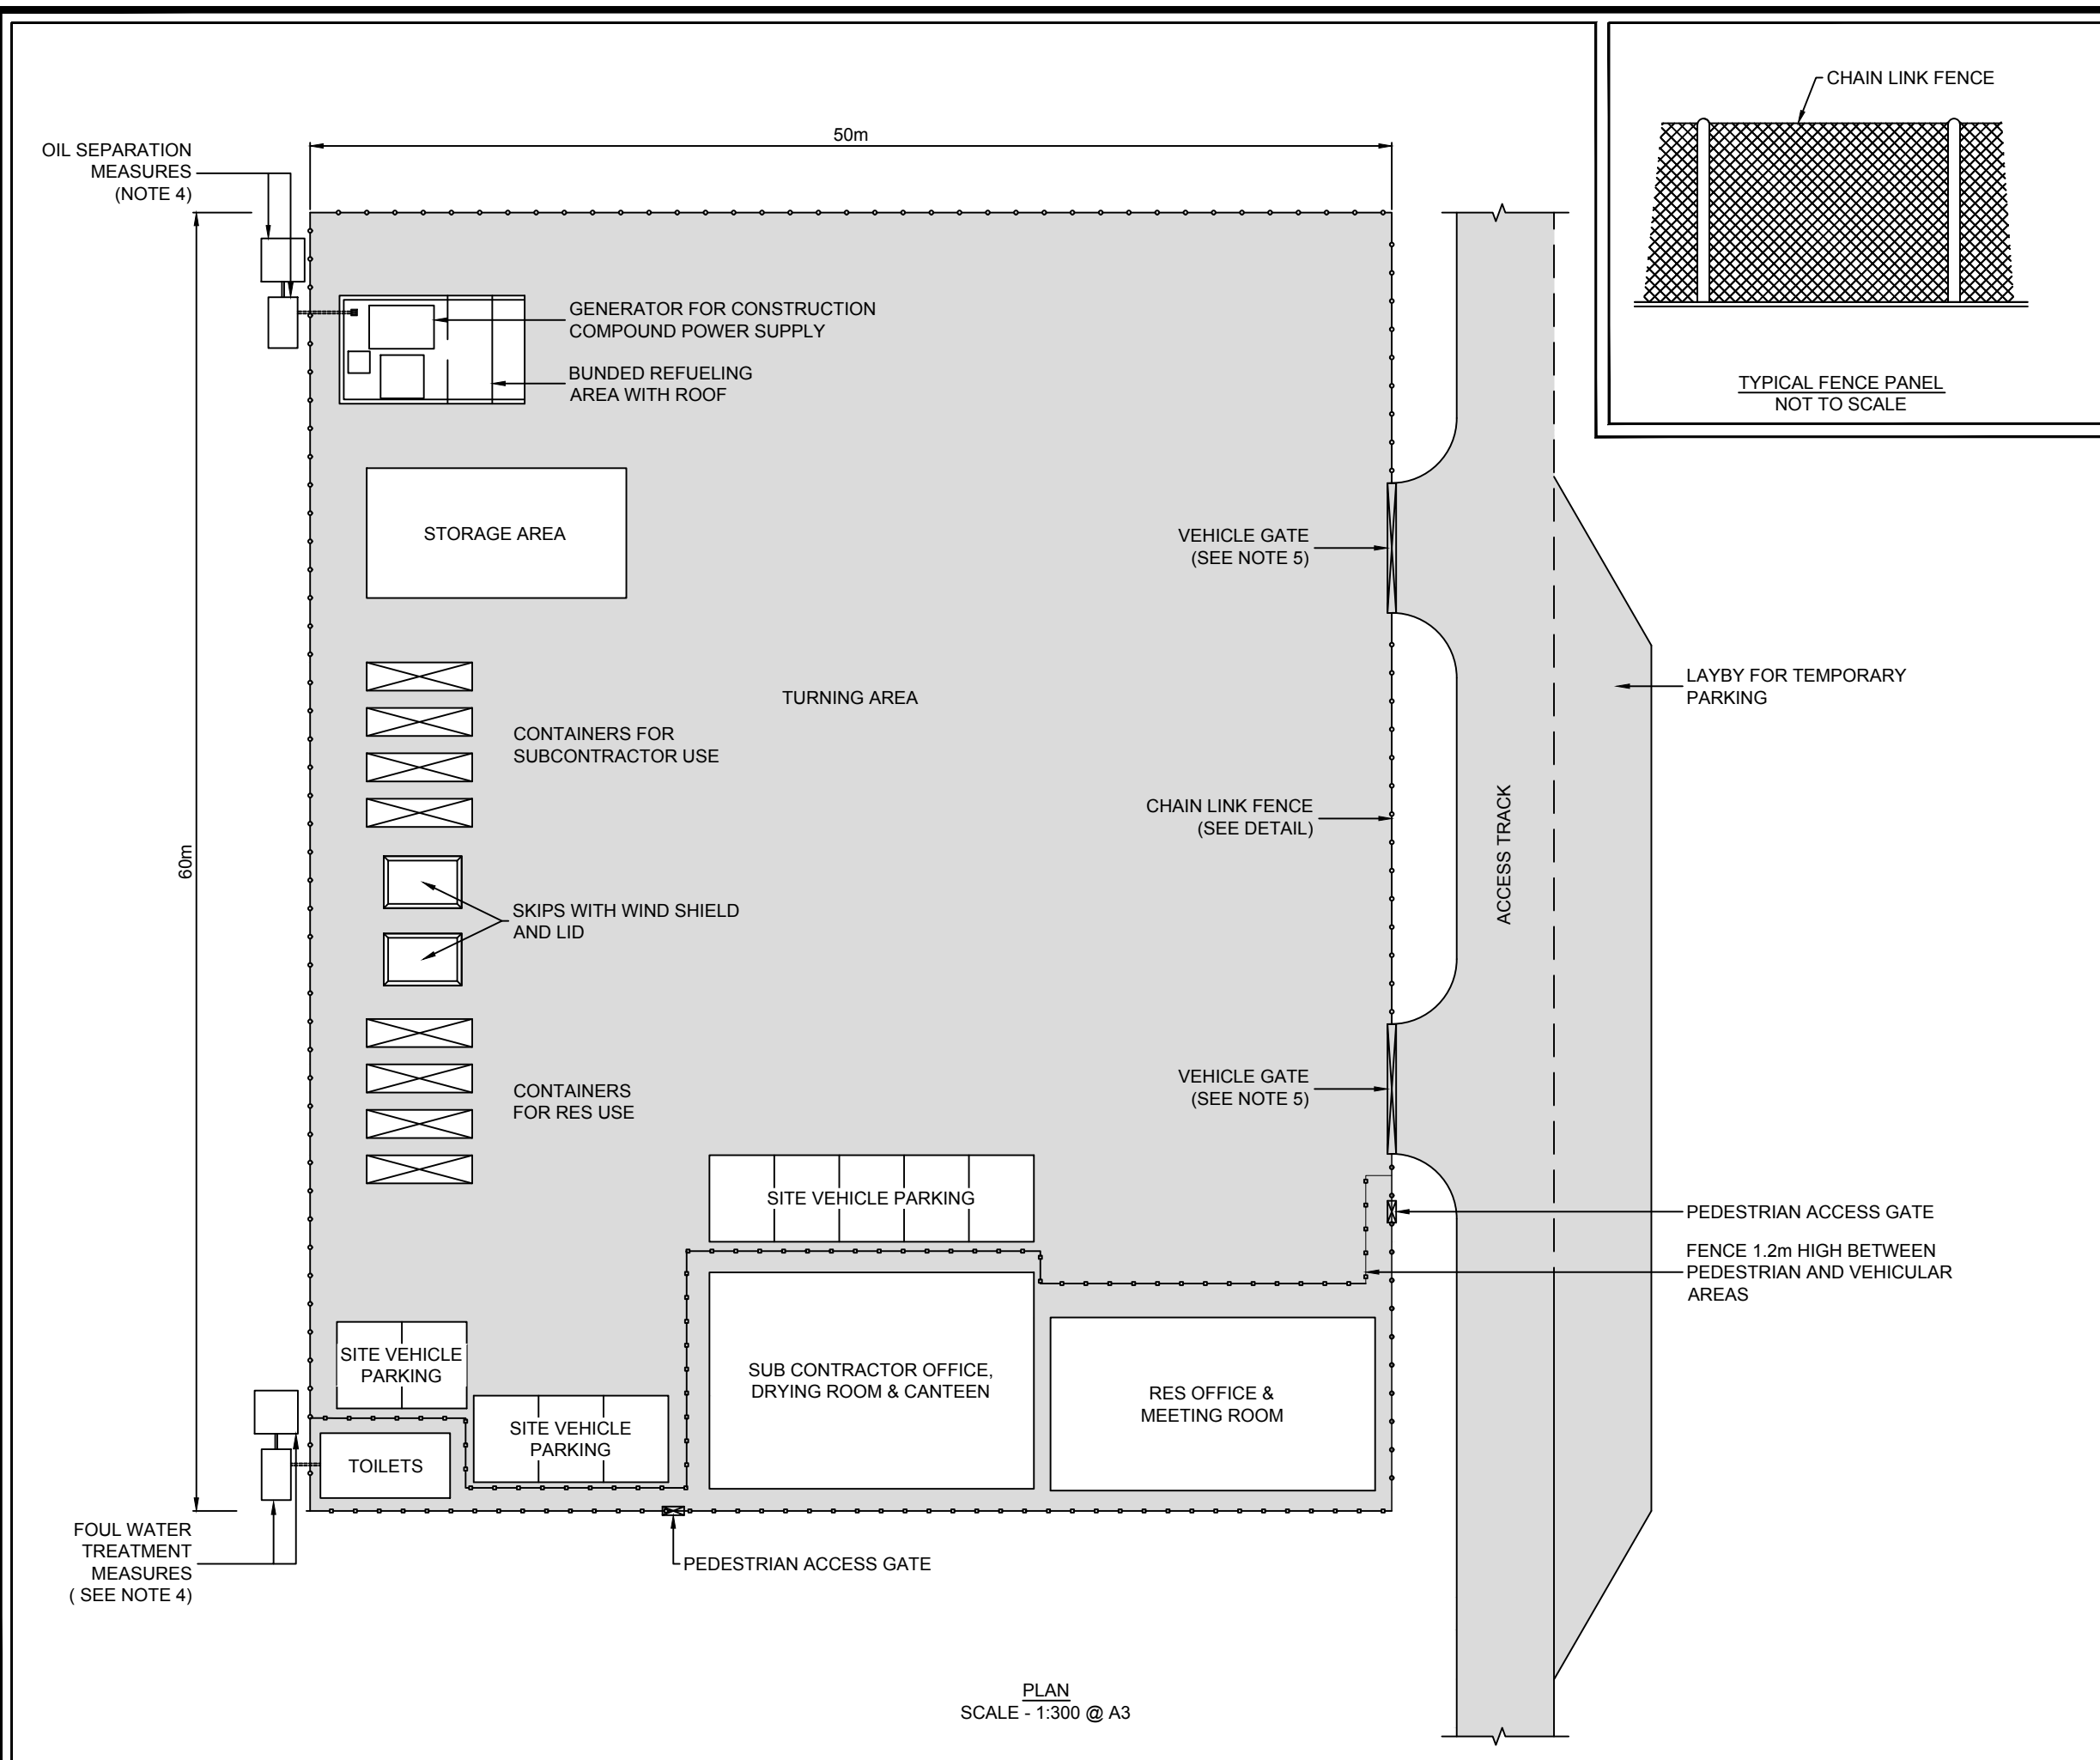 CHAIN LINK FENCE
TYPICAL FENCE PANEL
NOT TO SCALE
50m
OIL SEPARATION
MEASURES
(NOTE 4)
GENERATOR FOR CONSTRUCTION
COMPOUND POWER SUPPLY
BUNDED REFUELING
AREA WITH ROOF
STORAGE AREA
VEHICLE GATE
(SEE NOTE 5)
TURNING AREA
LAYBY FOR TEMPORARY
PARKING
CONTAINERS FOR
SUBCONTRACTOR USE
CHAIN LINK FENCE
(SEE DETAIL)
ACCESS TRACK
60m
SKIPS WITH WIND SHIELD
AND LID
CONTAINERS
FOR RES USE
VEHICLE GATE
(SEE NOTE 5)
SITE VEHICLE PARKING
PEDESTRIAN ACCESS GATE
FENCE 1.2m HIGH BETWEEN
PEDESTRIAN AND VEHICULAR
AREAS
SITE VEHICLE
PARKING
SUB CONTRACTOR OFFICE,
DRYING ROOM & CANTEEN
RES OFFICE &
MEETING ROOM
SITE VEHICLE
PARKING
TOILETS
FOUL WATER
TREATMENT
MEASURES
( SEE NOTE 4)
PEDESTRIAN ACCESS GATE
PLAN
SCALE - 1:300 @ A3